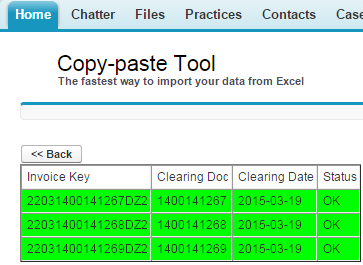 Home Chatter Files Practices Contacts Case
Copy-paste Tool
The fastest way to import your data from Excel
<< Back
Invoice Key Clearing Doc Clearing Date Status
22031400141267DZ2 1400141267 2015-03-19 OK
22031400141268DZ2 1400141268 2015-03-19 OK
22031400141269DZ2 1400141269 2015-03-19 OK